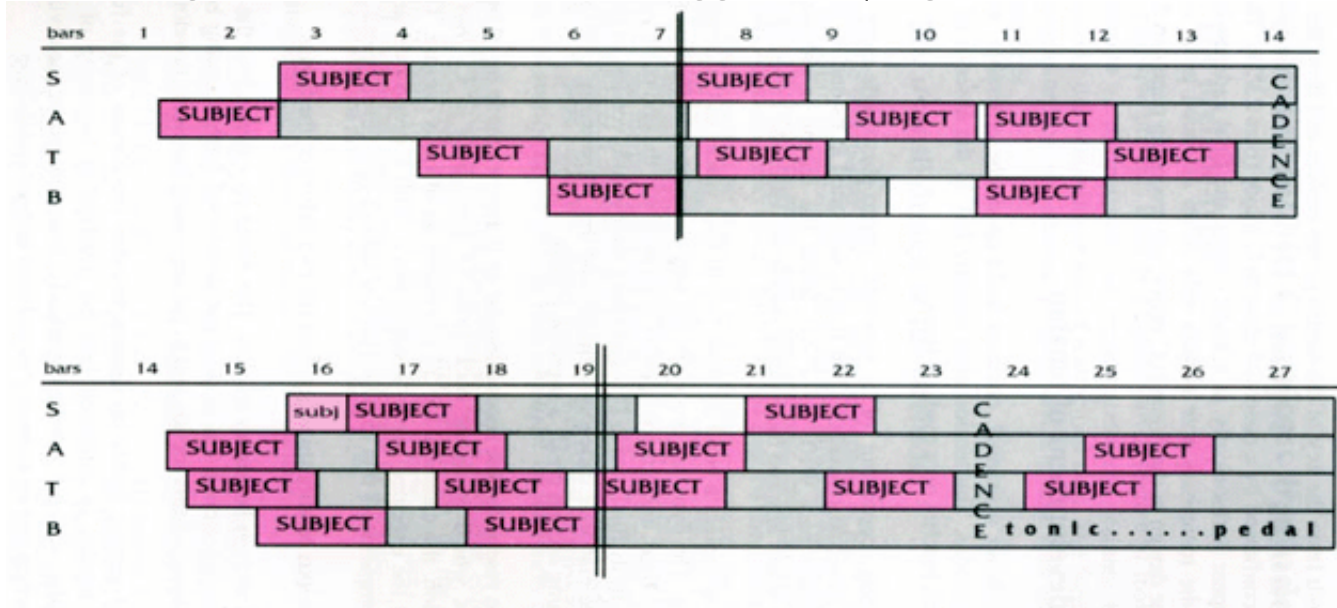 bars 1 2 3 4 5 6 7 8 9 10 11 12 13 14
S SUBJECT SUBJECT
A SUBJECT SUBJECT SUBJECT
T SUBJECT SUBJECT SUBJECT
B SUBJECT SUBJECT
CADENCE
bars 14 15 16 17 18 19 20 21 22 23 24 25 26 27
S subj SUBJECT SUBJECT
A SUBJECT SUBJECT SUBJECT SUBJECT
T SUBJECT SUBJECT SUBJECT SUBJECT SUBJECT
B SUBJECT SUBJECT tonic......pedal
CADENCE